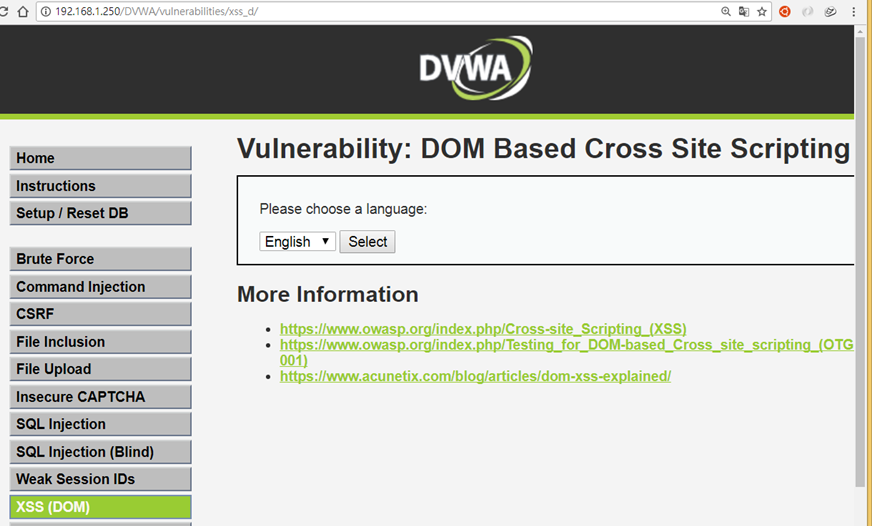 192.168.1.250/DVWA/vulnerabilities/xss_d/
DVWA
Vulnerability: DOM Based Cross Site Scripting
Home
Instructions
Setup / Reset DB
Brute Force
Command Injection
CSRF
File Inclusion
File Upload
Insecure CAPTCHA
SQL Injection
SQL Injection (Blind)
Weak Session IDs
XSS (DOM)
Please choose a language:
English Select
More Information
https://www.owasp.org/index.php/Cross-site_Scripting_(XSS)
https://www.owasp.org/index.php/Testing_for_DOM-based_Cross_site_scripting_(OTG
001)
https://www.acunetix.com/blog/articles/dom-xss-explained/